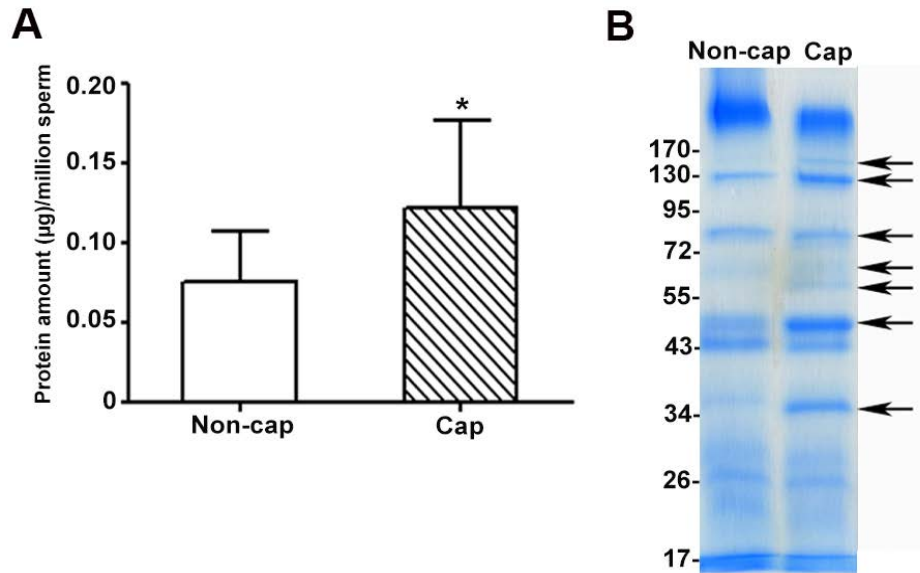 A
Protein amount (µg)/million sperm
0.20
0.15
0.10
0.05
0
*
Non-cap
Cap
B
Non-cap Cap
170-
130-
95-
72-
55-
43-
34-
26-
17-